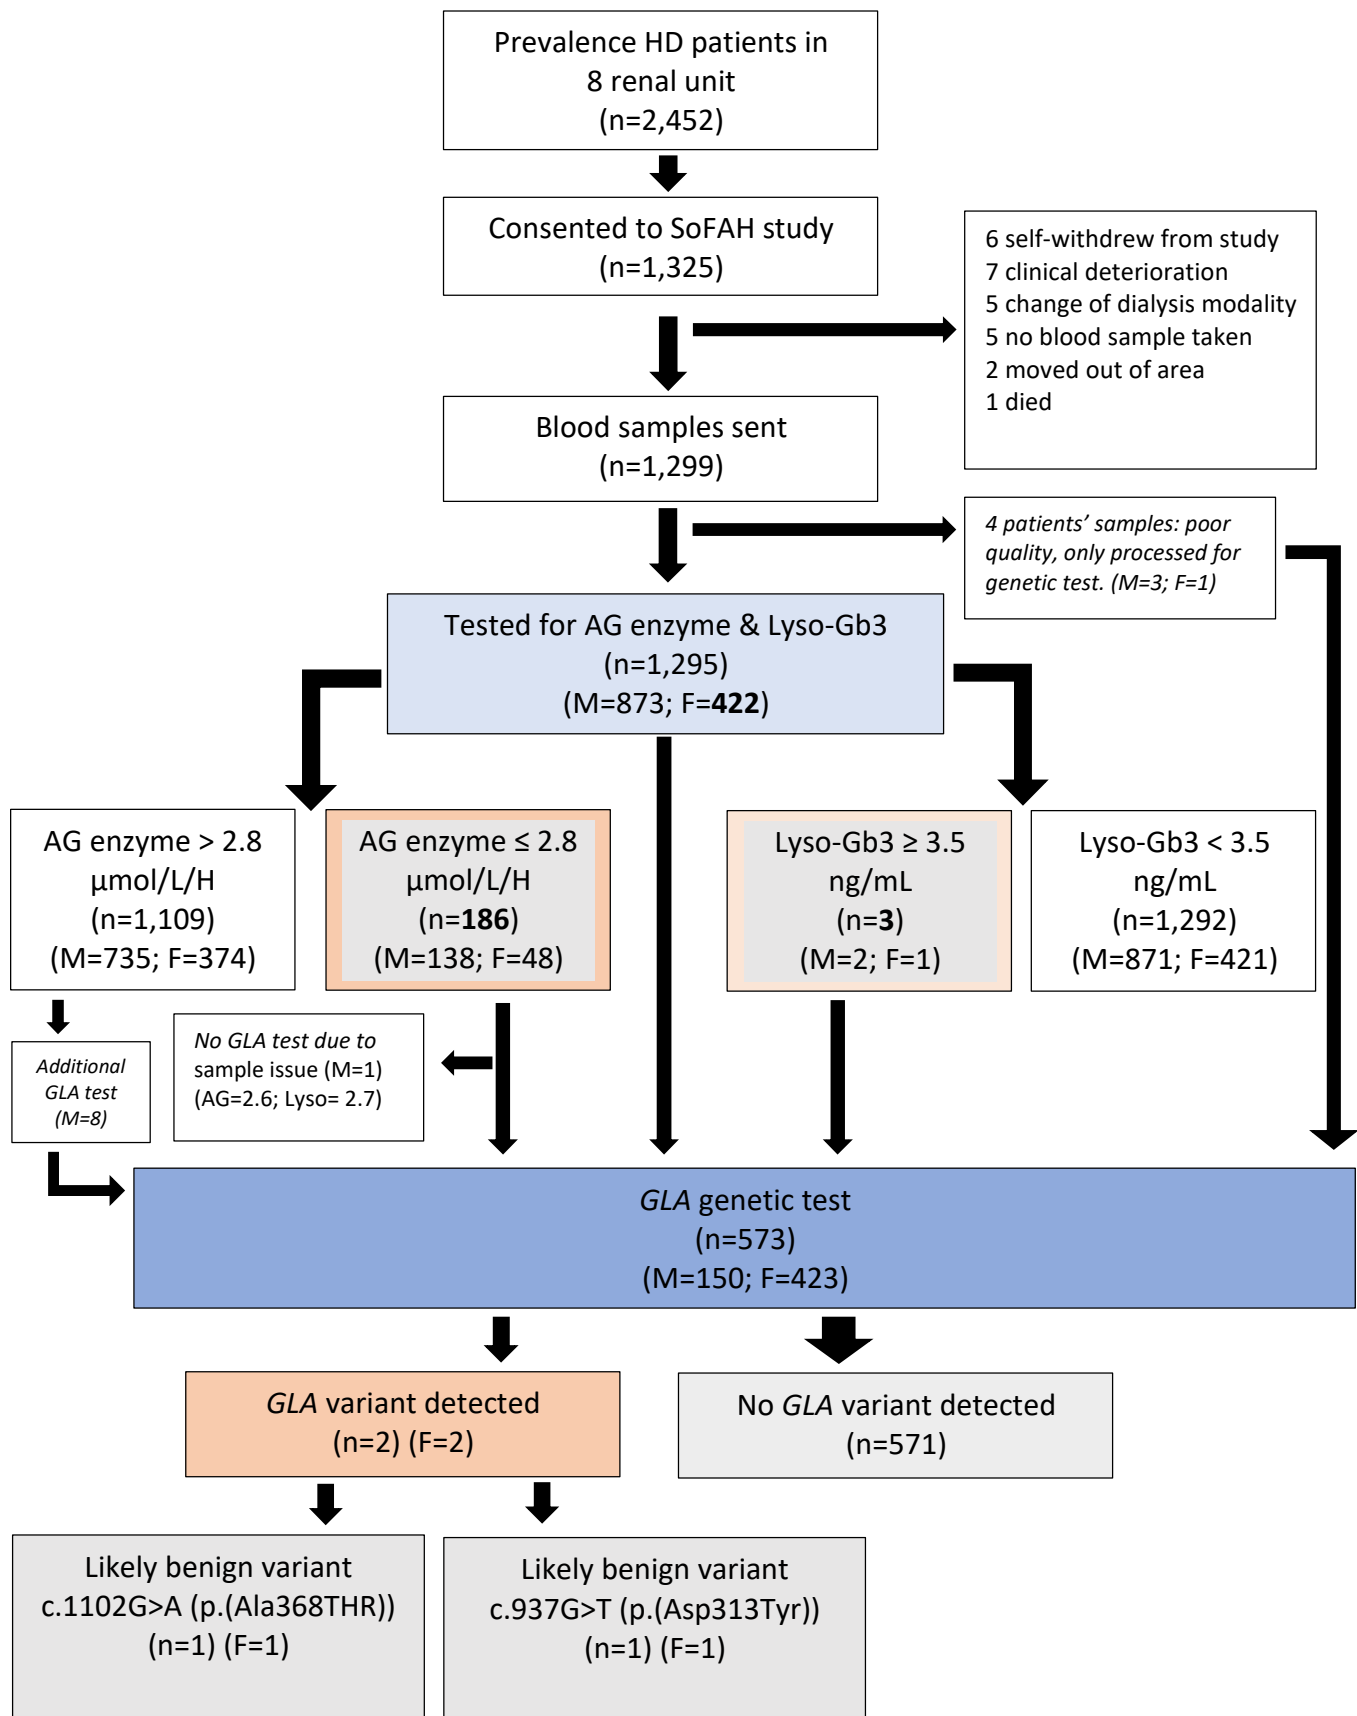 Prevalence HD patients in
8 renal unit
(n=2,452)
Consented to SoFAH study
(n=1,325)
6 self-withdrew from study
7 clinical deterioration
5 change of dialysis modality
5 no blood sample taken
2 moved out of area
1 died
Blood samples sent
(n=1,299)
4 patients’ samples: poor
quality, only processed for
genetic test. (M=3; F=1)
Tested for AG enzyme & Lyso-Gb3
(n=1,295)
(M=873; F=422)
AG enzyme > 2.8
µmol/L/H
(n=1,109)
(M=735; F=374)
AG enzyme ≤ 2.8
µmol/L/H
(n=186)
(M=138; F=48)
Lyso-Gb3 ≥ 3.5
ng/mL
(n=3)
(M=2; F=1)
Lyso-Gb3 < 3.5
ng/mL
(n=1,292)
(M=871; F=421)
Additional
GLA test
(M=8)
No GLA test due to
sample issue (M=1)
(AG=2.6; Lyso= 2.7)
GLA genetic test
(n=573)
(M=150; F=423)
GLA variant detected
(n=2) (F=2)
No GLA variant detected
(n=571)
Likely benign variant
c.1102G>A (p.(Ala368THR))
(n=1) (F=1)
Likely benign variant
c.937G>T (p.(Asp313Tyr))
(n=1) (F=1)